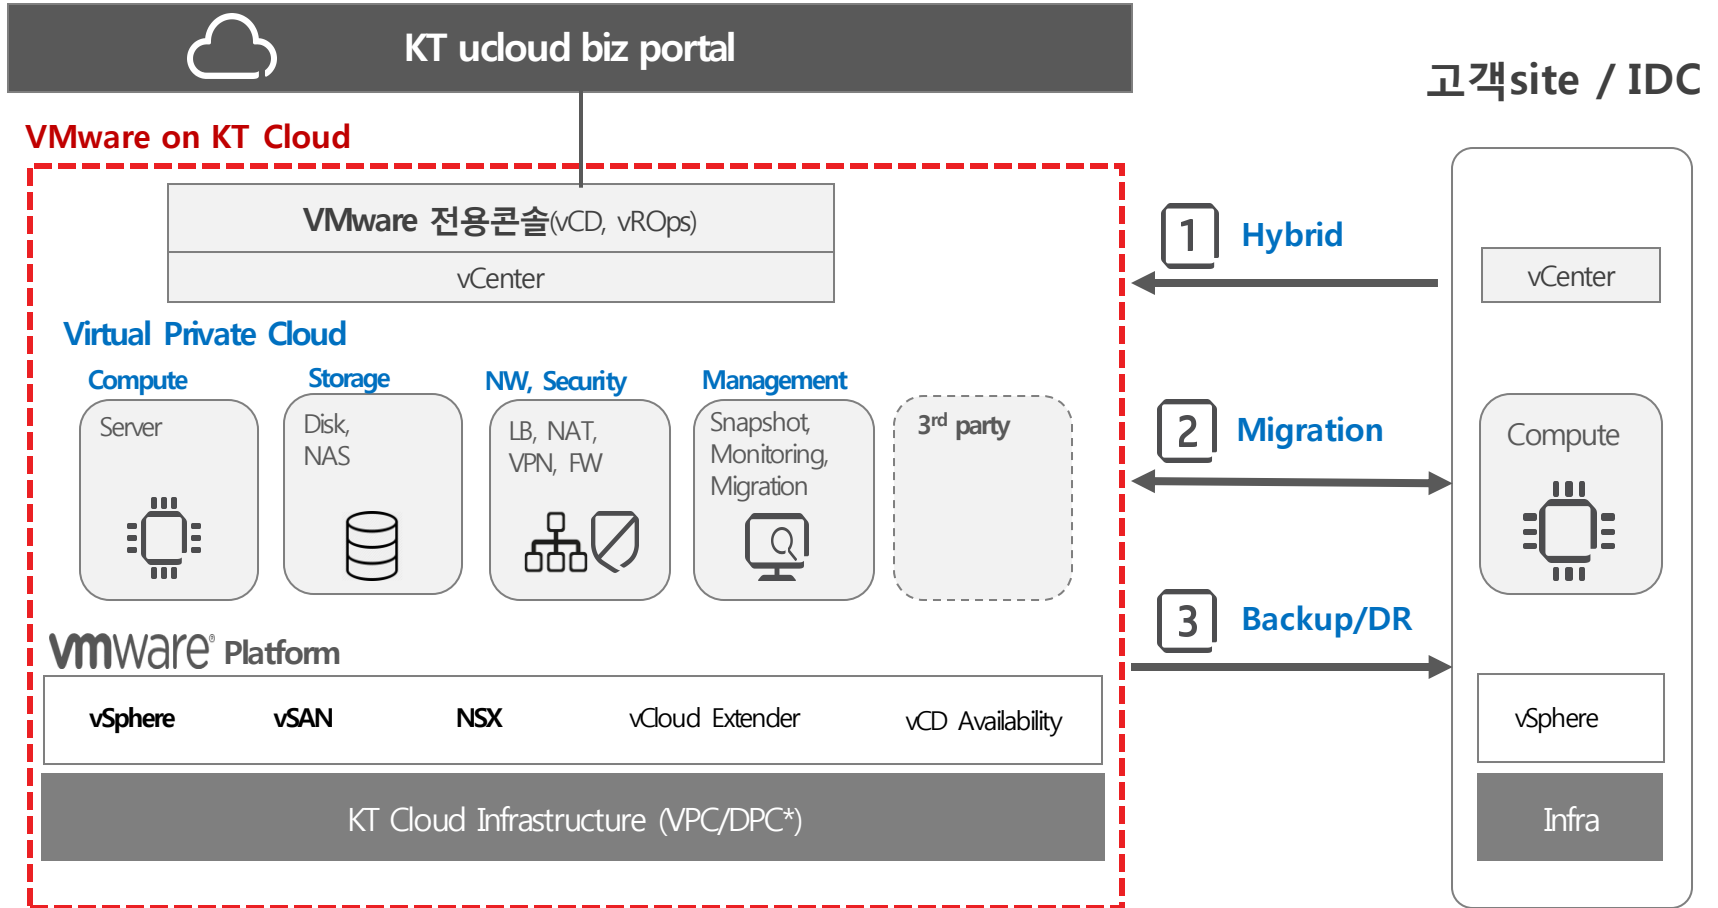 KT ucloud biz portal
고객site / IDC
VMware on KT Cloud
VMware 전용콘솔(vCD, vROps)
vCenter
Virtual Private Cloud
Compute
Server
Storage
Disk,
NAS
NW, Security
LB, NAT,
VPN, FW
Management
Snapshot,
Monitoring,
Migration
3rd party
vmware® Platform
vSphere vSAN NSX vCloud Extender vCD Availability
KT Cloud Infrastructure (VPC/DPC*)
1 Hybrid
2 Migration
3 Backup/DR
vCenter
Compute
vSphere
Infra